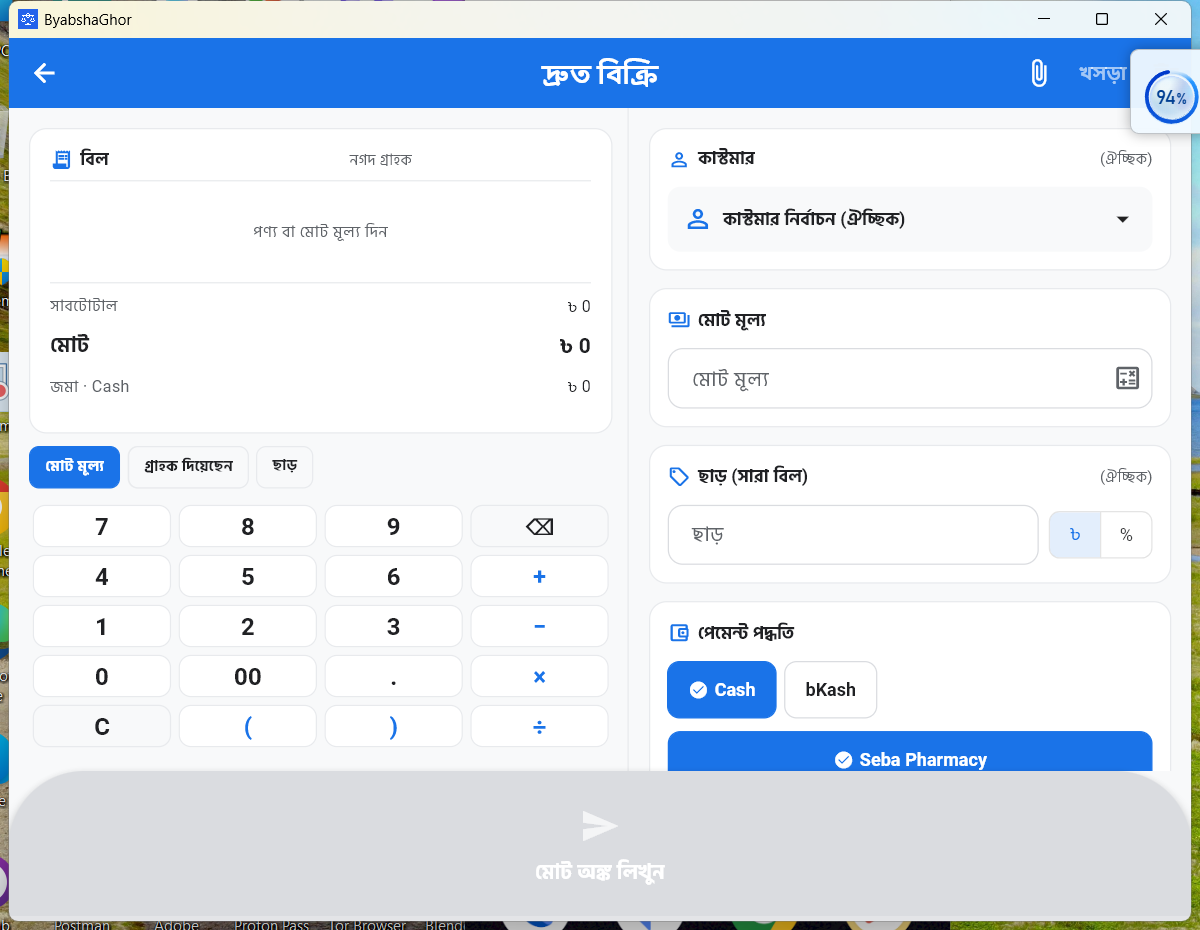 ByabshaGhor
দ্রুত বিক্রি
খসড়া
94%
বিল
নগদ গ্রাহক
পণ্য বা মোট মূল্য দিন
সাবটোটাল
৳ 0
মোট
৳ 0
জমা · Cash
৳ 0
মোট মূল্য
গ্রাহক দিয়েছেন
ছাড়
7 8 9 ⌫
4 5 6 +
1 2 3 −
0 00 . ×
C ( ) ÷
কাস্টমার
(ঐচ্ছিক)
কাস্টমার নির্বাচন (ঐচ্ছিক)
মোট মূল্য
মোট মূল্য
ছাড় (সারা বিল)
(ঐচ্ছিক)
ছাড়
৳ %
পেমেন্ট পদ্ধতি
Cash
bKash
Seba Pharmacy
মোট অঙ্ক লিখুন
Postman Adobe Proton Pass Tor Browser